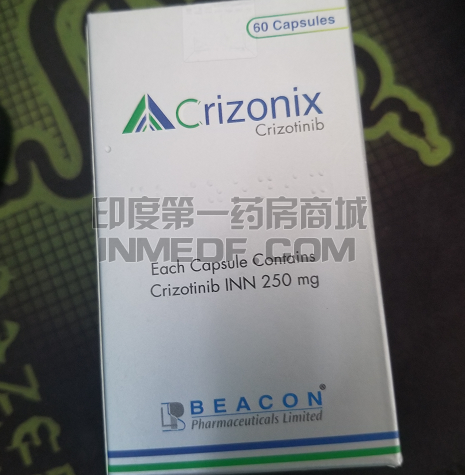 60 Capsules
Crizonix
Crizotinib
印度第一药房商城
INMEDE.COM
Each Capsule Contains
Crizotinib INN 250 mg
BEACON®
Pharmaceuticals Limited